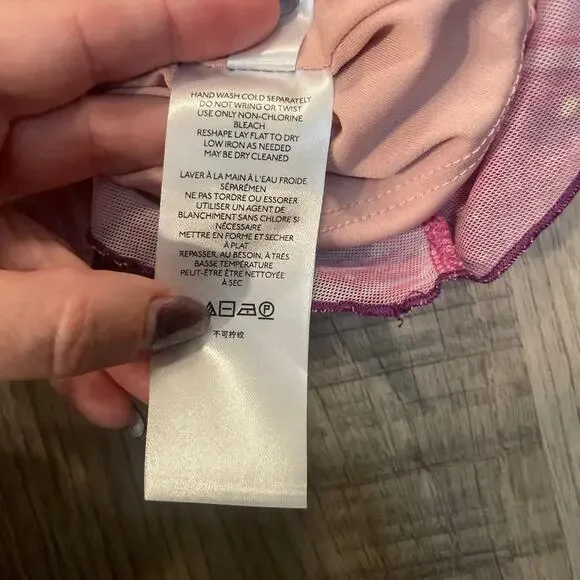 HAND WASH COLD SEPARATELY
DO NOT WRING OR TWIST
USE ONLY NON-CHLORINE
BLEACH
RESHAPE LAY FLAT TO DRY
LOW IRON AS NEEDED
MAY BE DRY CLEANED
LAVER À LA MAIN À L'EAU FROIDE
SÉPARÉMEN
NE PAS TORDRE OU ESSORER
UTILISER UN AGENT DE
BLANCHIMENT SANS CHLORE SI
NÉCESSAIRE
METTRE EN FORME ET SECHER
À PLAT
REPASSER, AU BESOIN, À TRÈS
BASSE TEMPÉRATURE
PEUT-ÊTRE ÊTRE NETTOYÉE
À SEC
P
不可拧绞